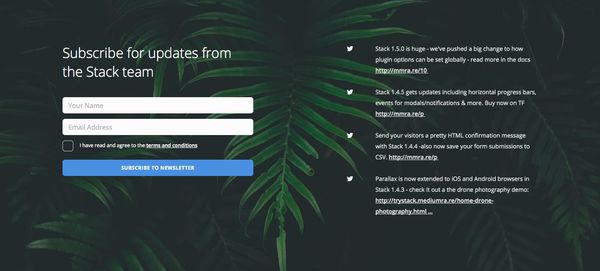 Subscribe for updates from
the Stack team
Your Name
Email Address
I have read and agree to the terms and conditions
SUBSCRIBE TO NEWSLETTER
Stack 1.5.0 is huge - we've pushed a big change to how
plugin options can be set globally - read more in the docs
http://mmra.re/10
Stack 1.4.5 gets updates including horizontal progress bars,
events for modals/notifications & more. Buy now on TF
http://mmra.re/p
Send your visitors a pretty HTML confirmation message
with Stack 1.4.4 -also now save your form submissions to
CSV. http://mmra.re/p
Parallax is now extended to iOS and Android browsers in
Stack 1.4.3 - check it out a the drone photography demo:
http://trystack.mediumra.re/home-drone-
photography.html ...